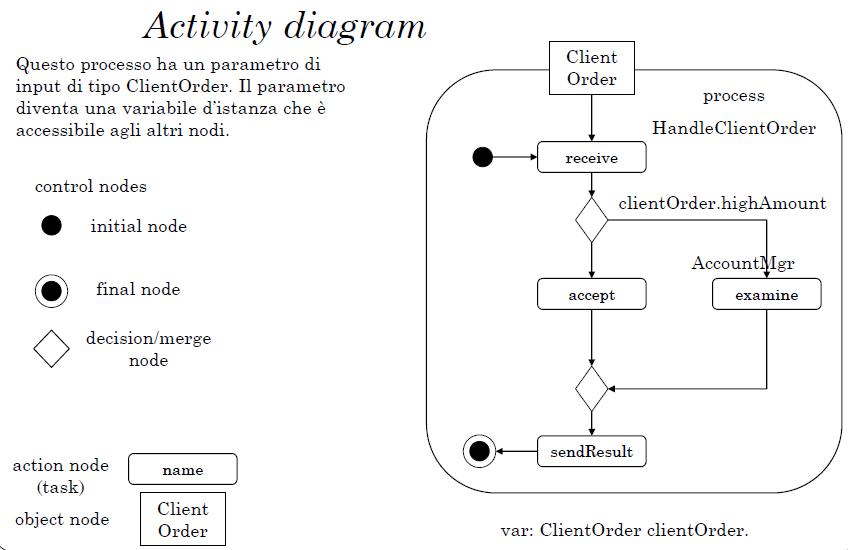 Activity diagram
Questo processo ha un parametro di
input di tipo ClientOrder. Il parametro
diventa una variabile d'istanza che è
accessibile agli altri nodi.
control nodes
initial node
final node
decision/merge
node
action node
(task)
name
object node
Client
Order
Client
Order
process
HandleClientOrder
receive
clientOrder.highAmount
AccountMgr
accept
examine
sendResult
var: ClientOrder clientOrder.